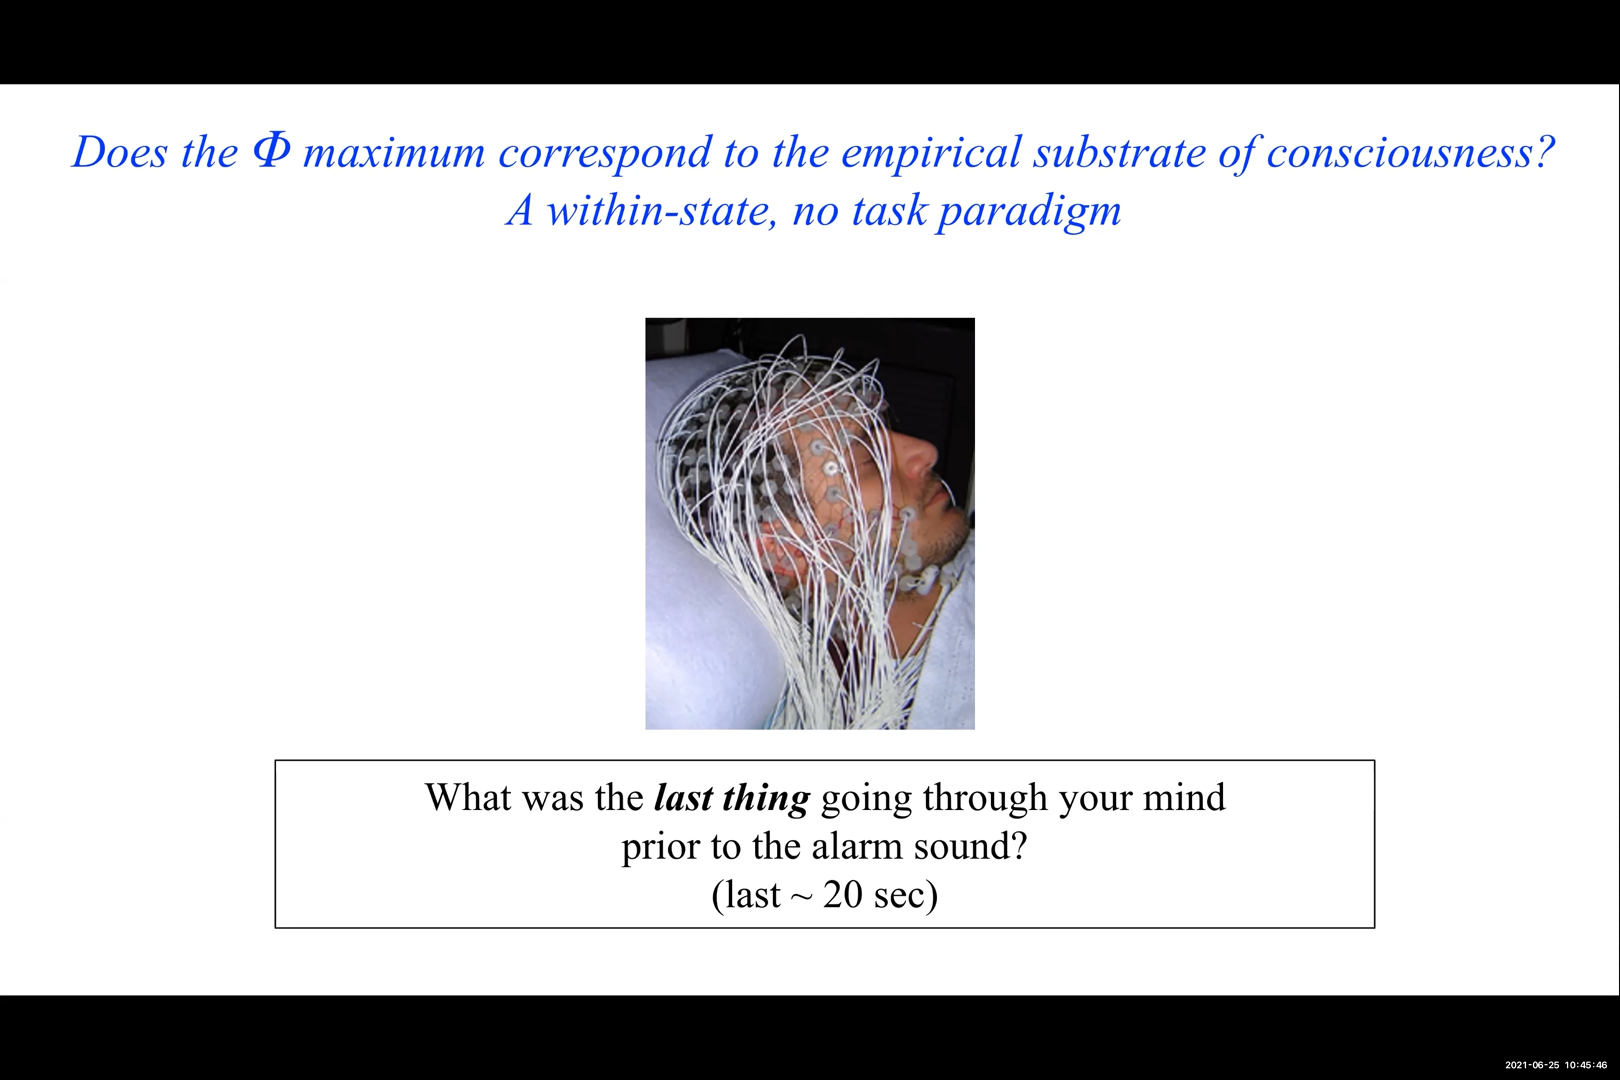 Does the Φ maximum correspond to the empirical substrate of consciousness?
A within-state, no task paradigm
What was the last thing going through your mind
prior to the alarm sound?
(last ~ 20 sec)
2021-06-25 10:45:46